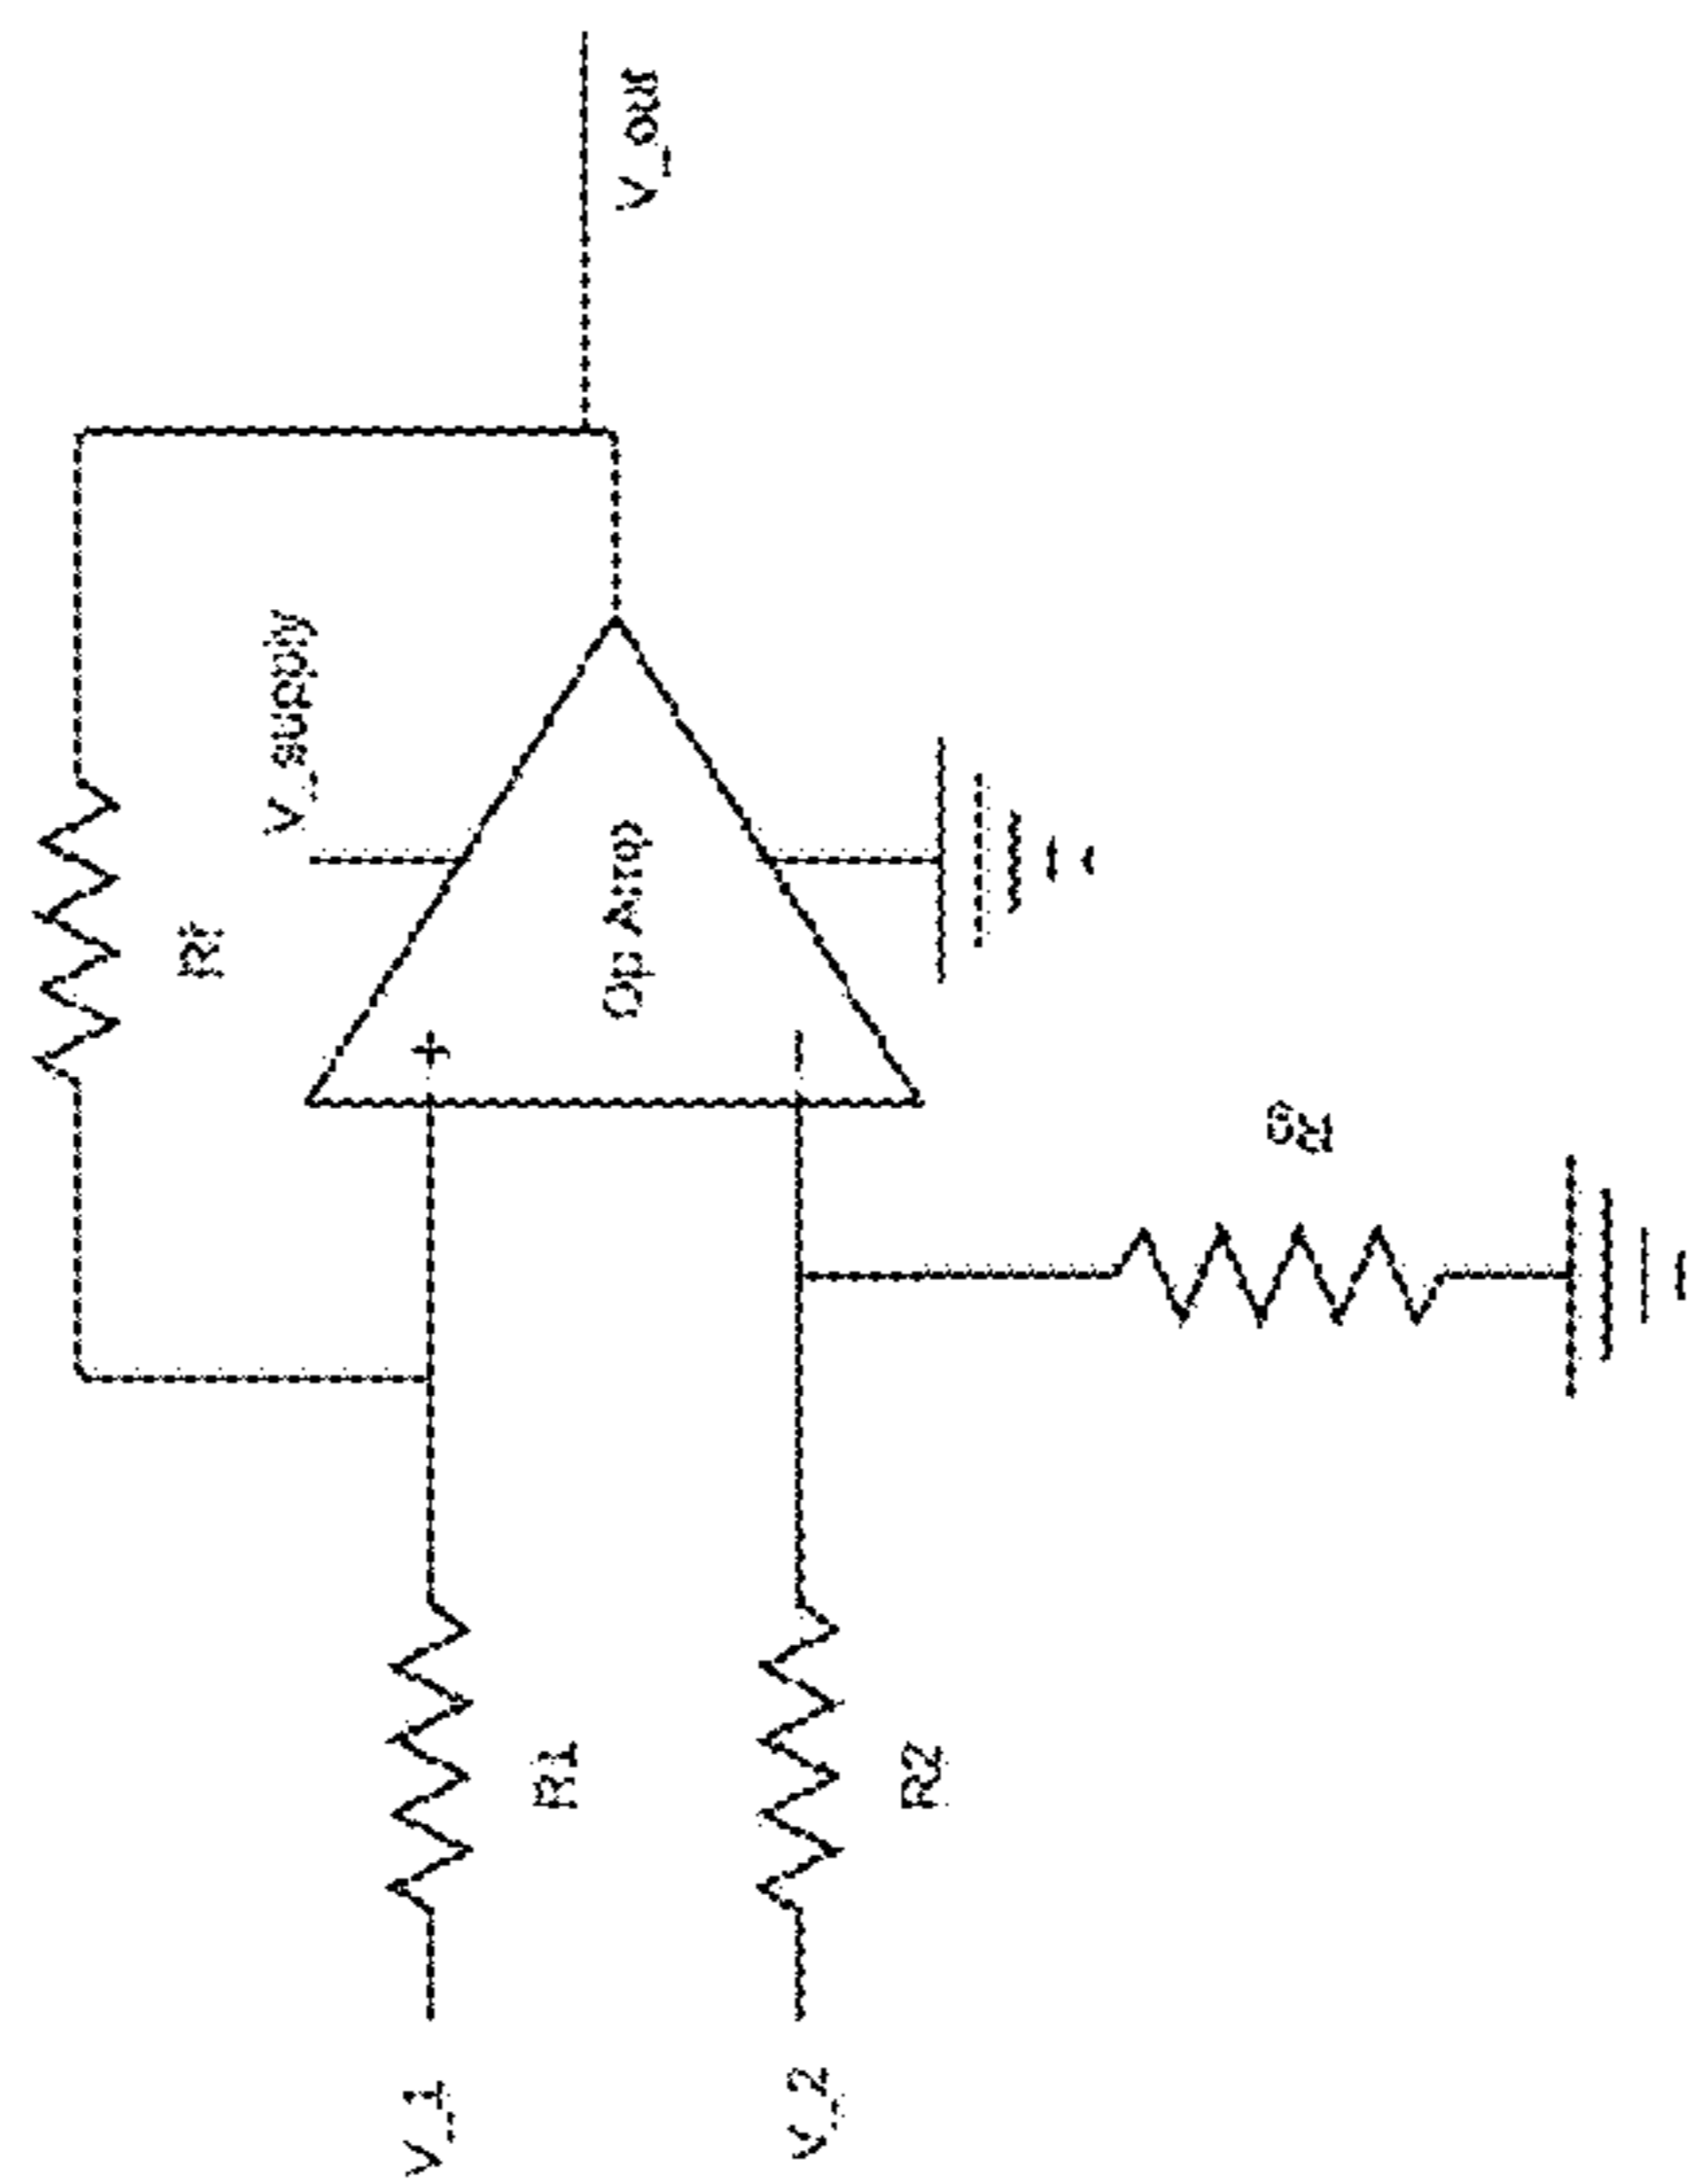 Rf
V_supply
V_out
+
Op Amp
-
V_1
R1
V_2
R2
Rg